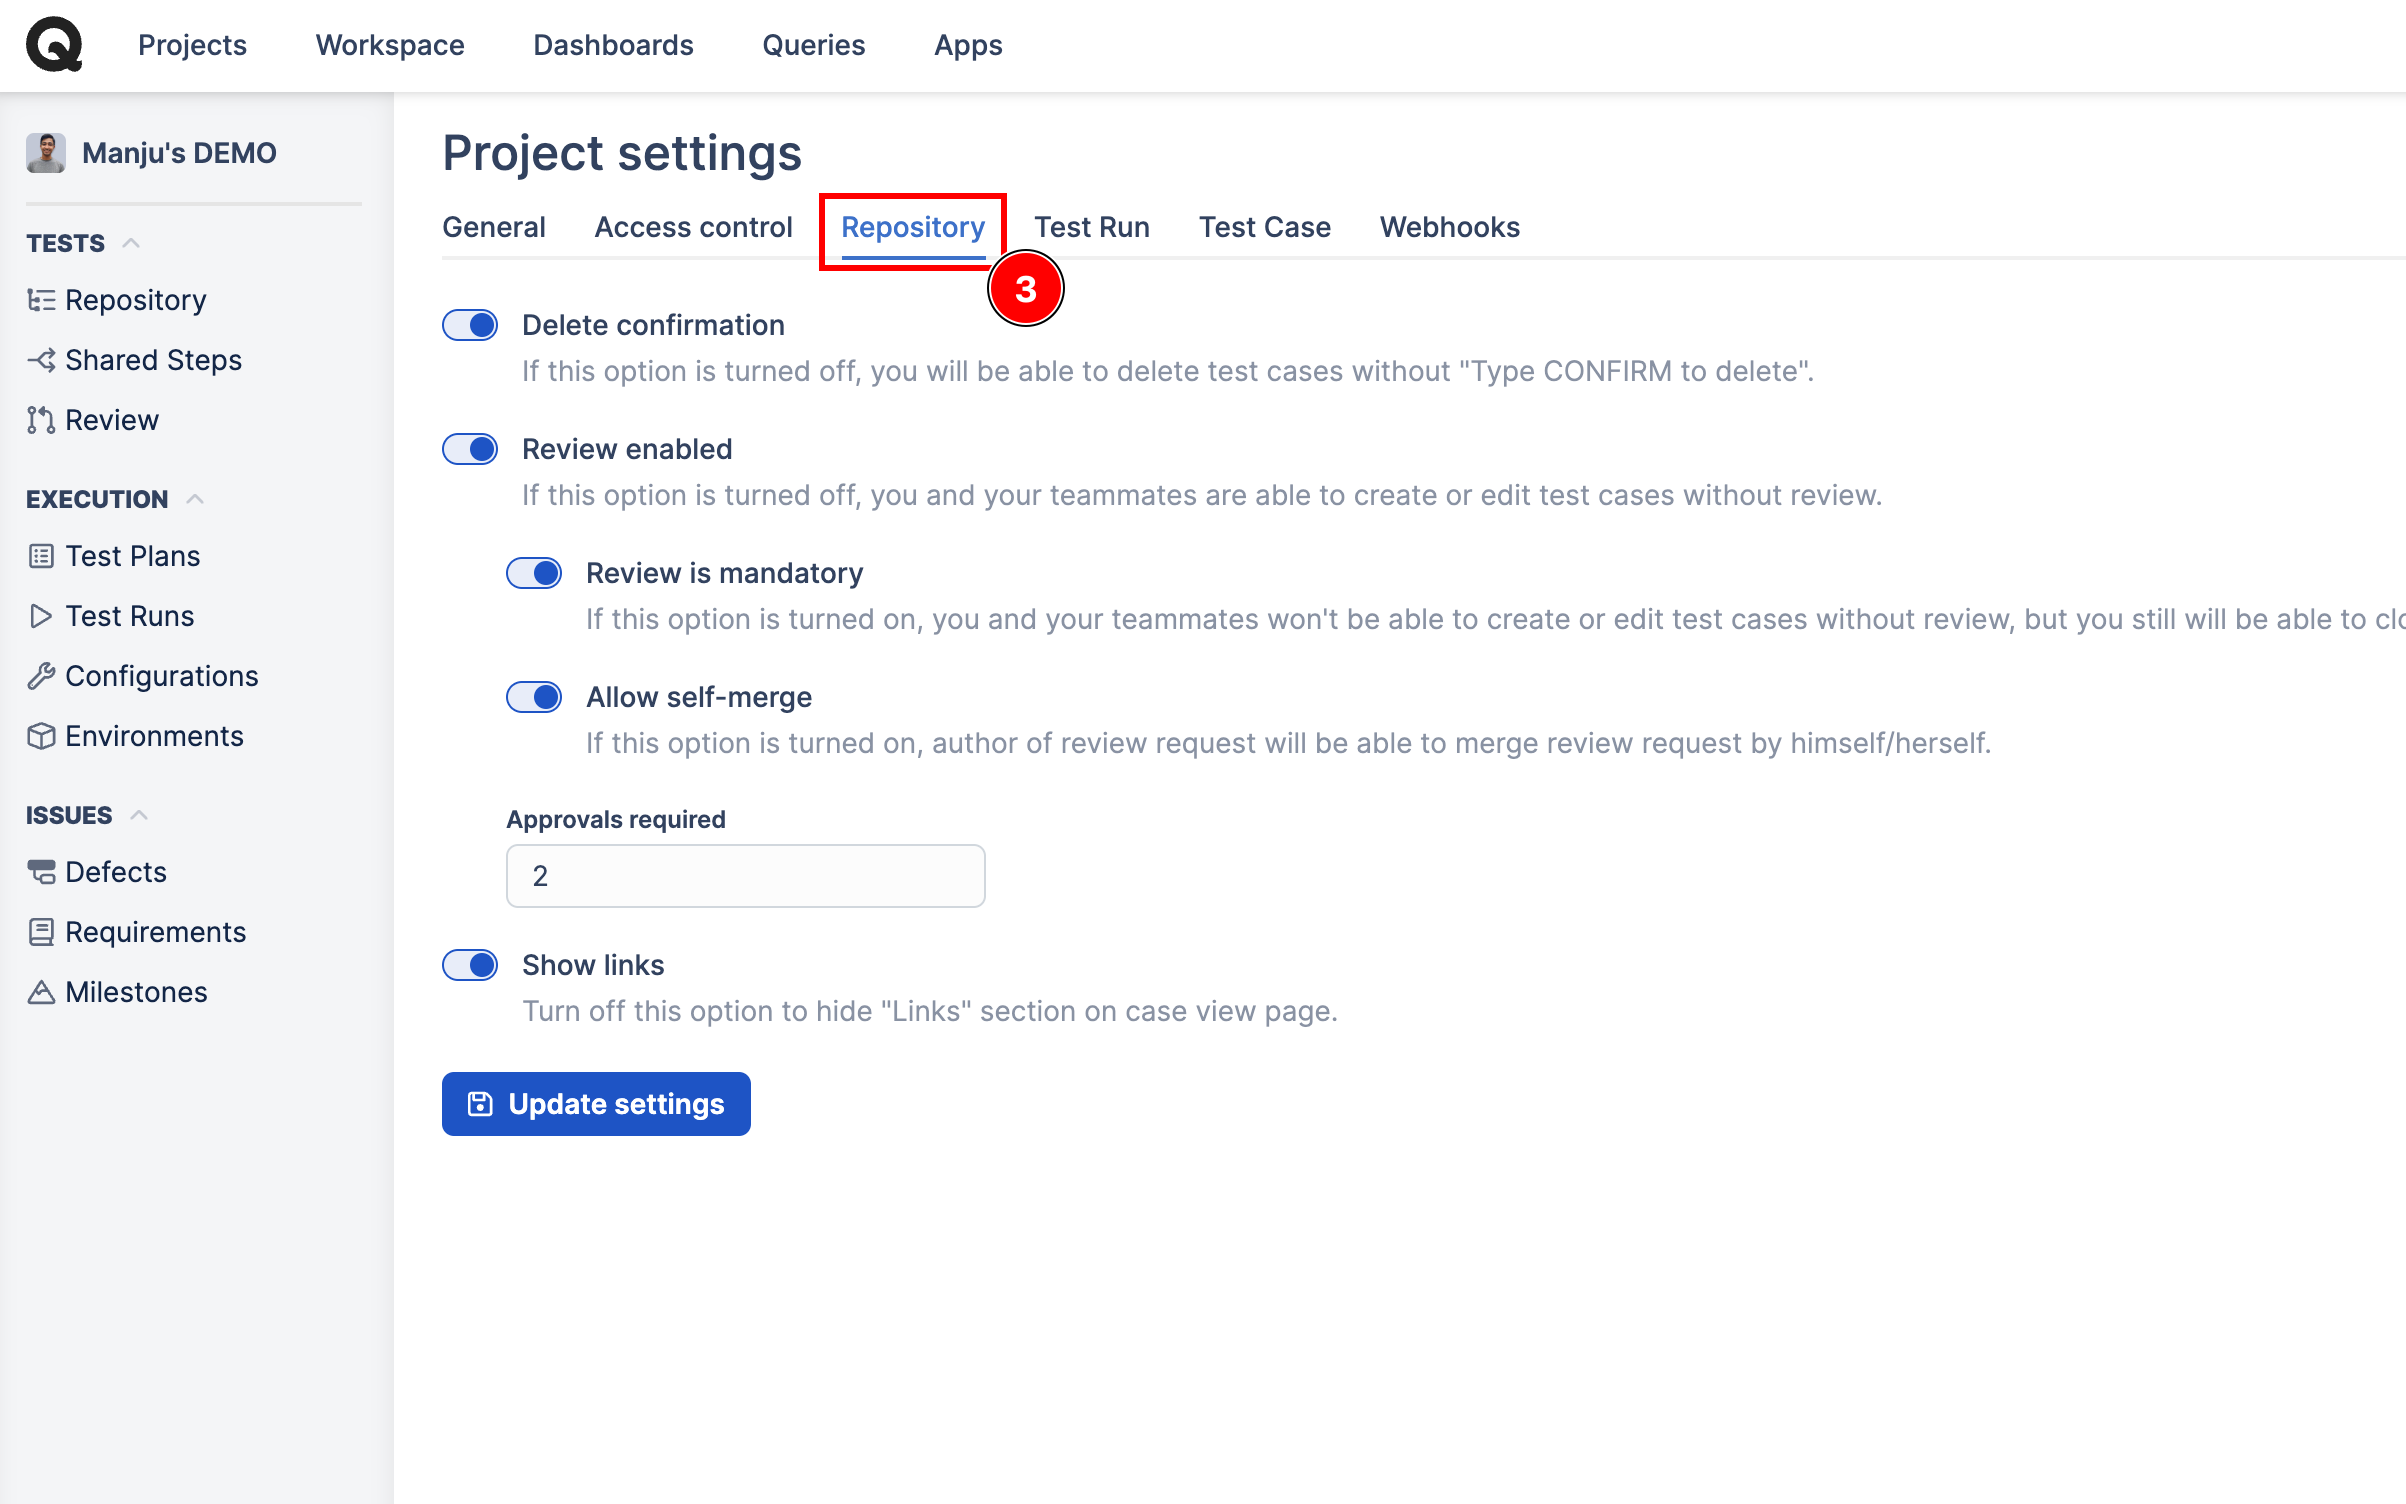 Projects Workspace Dashboards Queries Apps
Manju's DEMO
TESTS
Repository
Shared Steps
Review
EXECUTION
Test Plans
Test Runs
Configurations
Environments
ISSUES
Defects
Requirements
Milestones
Project settings
General Access control Repository Test Run Test Case Webhooks
3
Delete confirmation
If this option is turned off, you will be able to delete test cases without "Type CONFIRM to delete".
Review enabled
If this option is turned off, you and your teammates are able to create or edit test cases without review.
Review is mandatory
If this option is turned on, you and your teammates won't be able to create or edit test cases without review, but you still will be able to
Allow self-merge
If this option is turned on, author of review request will be able to merge review request by himself/herself.
Approvals required
2
Show links
Turn off this option to hide "Links" section on case view page.
Update settings